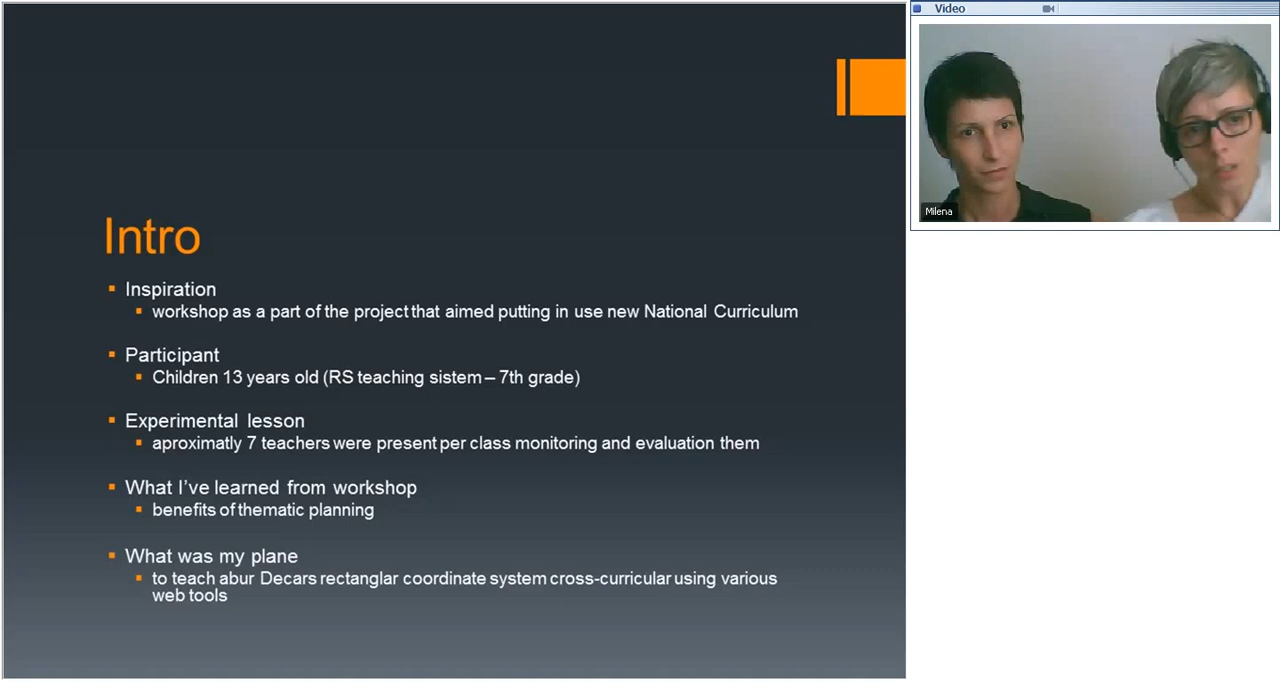 Intro
Inspiration
workshop as a part of the project that aimed putting in use new National Curriculum
Participant
Children 13 years old (RS teaching sistem – 7th grade)
Experimental lesson
aproximatly 7 teachers were present per class monitoring and evaluation them
What I've learned from workshop
benefits of thematic planning
What was my plane
to teach abur Decars rectanglar coordinate system cross-curricular using various
web tools
Video
Milena